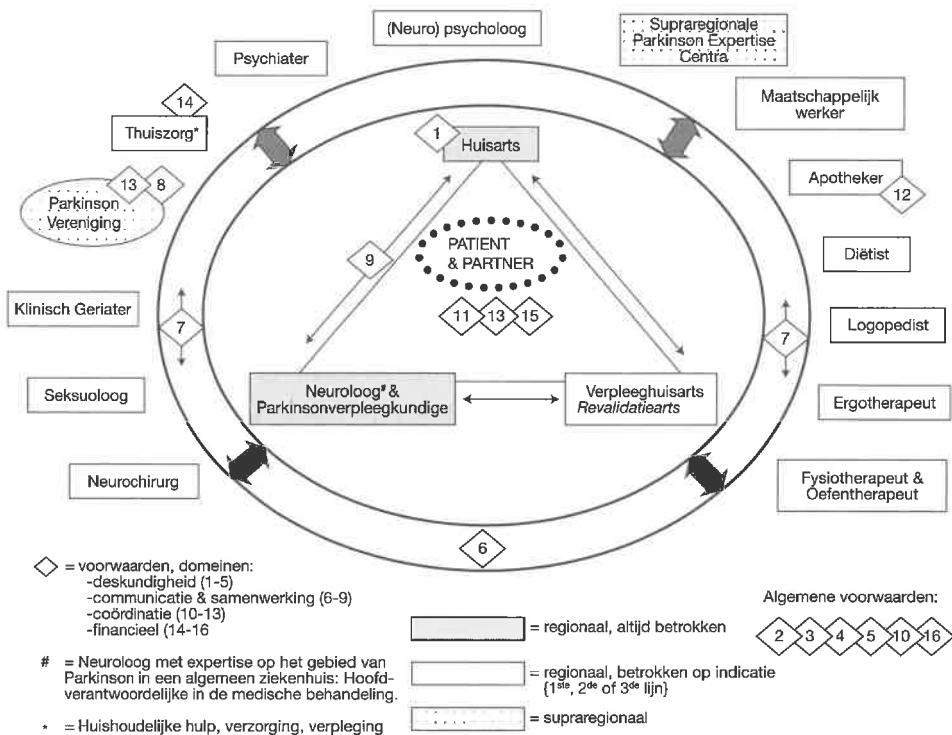 (Neuro) psycholoog
Supraregionale
Parkinson Expertise
Centra
Psychiater
Maatschappelijk
werker
14
Thuiszorg*
1
Huisarts
Apotheker
12
13 8
Parkinson
Vereniging
PATIENT
& PARTNER
9
Diëtist
11 13 15
Klinisch Geriater
7
7
Logopedist
Neuroloog# &
Parkinsonverpleegkundige
Verpleeghuisarts
Revalidatiearts
Seksuoloog
Ergotherapeut
Neurochirurg
Fysiotherapeut &
Oefentherapeut
6
= voorwaarden, domeinen:
-deskundigheid (1-5)
-communicatie & samenwerking (6-9)
-coördinatie (10-13)
-financieel (14-16
# = Neuroloog met expertise op het gebied van
Parkinson in een algemeen ziekenhuis: Hoofd-
verantwoordelijke in de medische behandeling.
* = Huishoudelijke hulp, verzorging, verpleging
= regionaal, altijd betrokken
= regionaal, betrokken op indicatie
{1ste, 2de of 3de lijn}
= supraregionaal
Algemene voorwaarden:
2 3 4 5 10 16